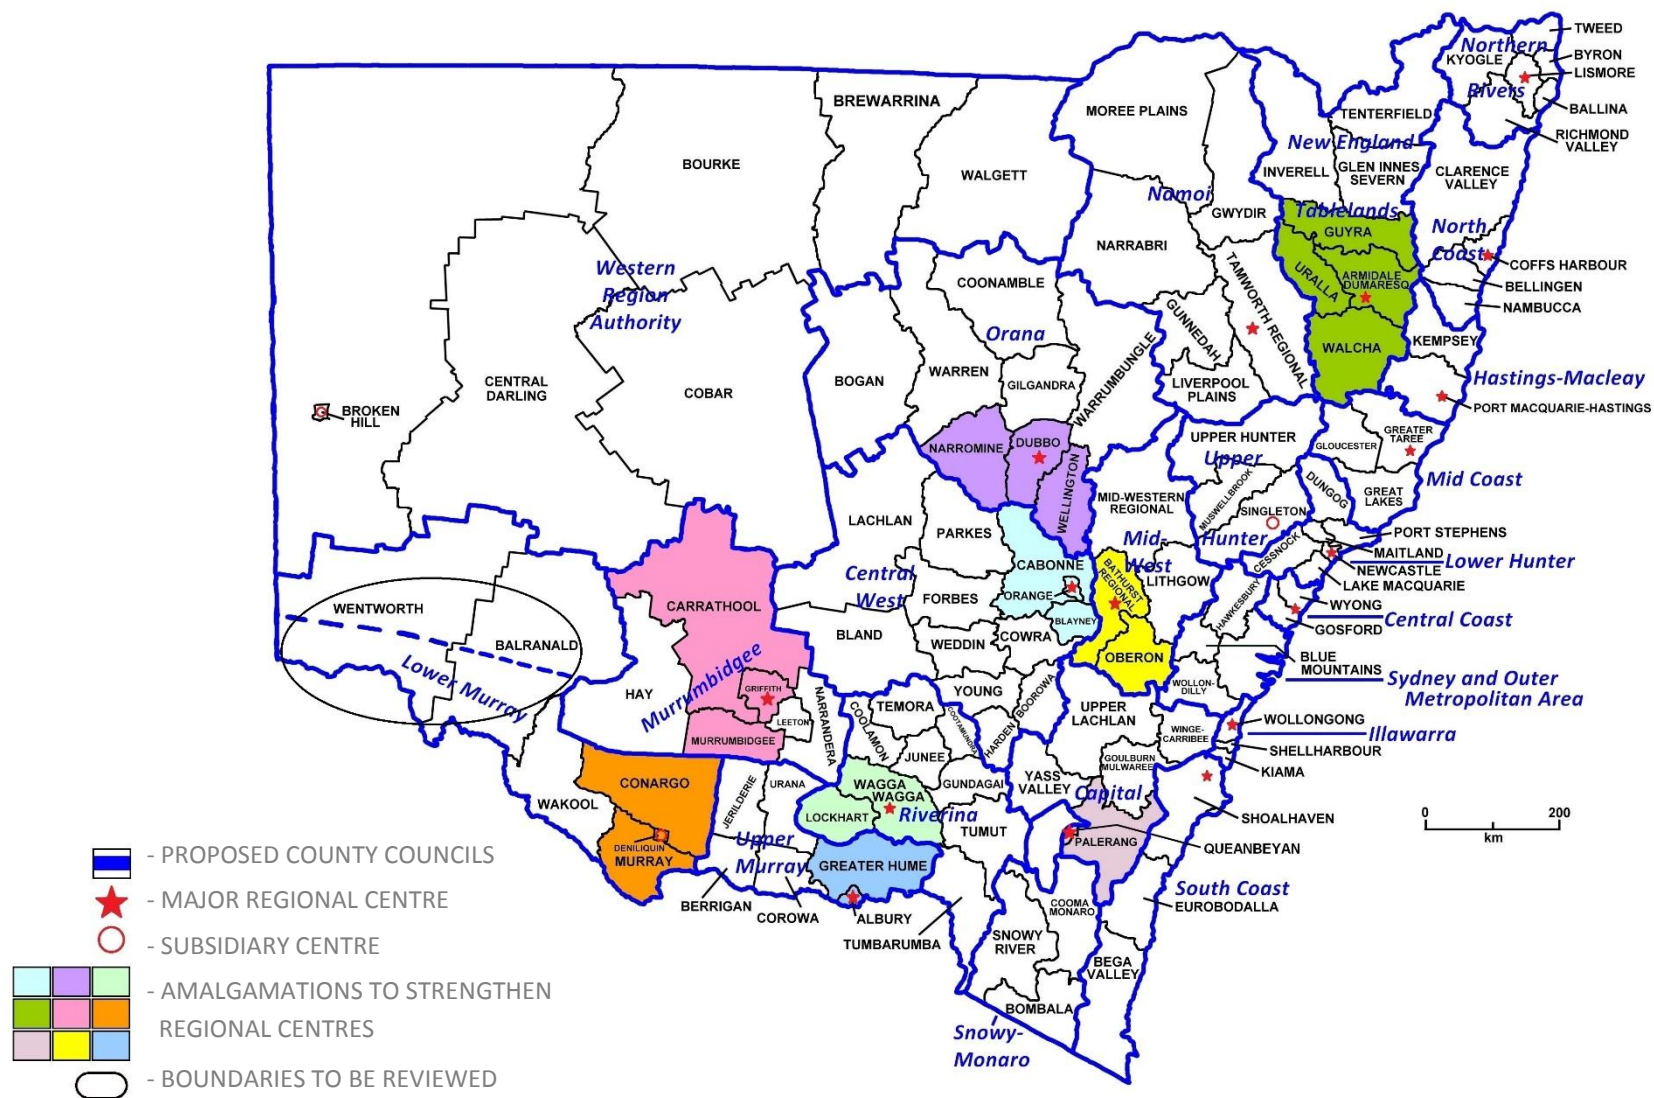 TWEED
Northern
KYOGLE
BYRON
LISMORE
Rivers
BALLINA
RICHMOND
VALLEY
BREWARRINA
MOREE PLAINS
TENTERFIELD
BOURKE
New England
WALGETT
INVERELL
GLEN INNES
SEVERN
CLARENCE
VALLEY
Namoi
GWYDIR
Tablelands
GUYRA
North
Coast
NARRABRI
COFFS HARBOUR
BELLINGEN
NAMBUCCA
Western
Region
Authority
COONAMBLE
TAMWORTH REGIONAL
URALLA
ARMIDALE
DUMARESQ
Orana
GUNNEDAH
WALCHA
KEMPSEY
CENTRAL
DARLING
COBAR
BOGAN
WARREN
GILGANDRA
WARRUMBUNGLE
LIVERPOOL
PLAINS
Hastings-Macleay
PORT MACQUARIE-HASTINGS
BROKEN
HILL
NARROMINE
DUBBO
WELLINGTON
UPPER HUNTER
Upper
Hunter
GLOUCESTER
GREATER
TAREE
Mid Coast
MUSWELLBROOK
SINGLETON
DUNGOG
GREAT
LAKES
MID-WESTERN
REGIONAL
LACHLAN
PARKES
PORT STEPHENS
MAITLAND
Lower Hunter
NEWCASTLE
LAKE MACQUARIE
CESSNOCK
Mid-
West
LITHGOW
CABONNE
ORANGE
BLAYNEY
BATHURST
REGIONAL
HAWKESBURY
WYONG
GOSFORD
Central Coast
Central
West
FORBES
CARRATHOOL
WENTWORTH
BALRANALD
BLAND
WEDDIN
COWRA
OBERON
BLUE
MOUNTAINS
Sydney and Outer
Metropolitan Area
WOLLON-
DILLY
Lower Murray
HAY
Murrumbidgee
GRIFFITH
LEETON
NARRANDERA
MURRUMBIDGEE
YOUNG
BOOROWA
HARDEN
COOTAMUNDRA
TEMORA
COOLAMON
JUNEE
UPPER
LACHLAN
WINGE-
CARRIBEE
WOLLONGONG
Illawarra
SHELLHARBOUR
KIAMA
GOULBURN
MULWAREE
YASS
VALLEY
Capital
GUNDAGAI
WAGGA
WAGGA
LOCKHART
Riverina
CONARGO
JERILDERIE
URANA
WAKOOL
SHOALHAVEN
QUEANBEYAN
PALERANG
TUMUT
DENILIQUIN
MURRAY
Upper
Murray
GREATER HUME
South Coast
EUROBODALLA
BERRIGAN
COROWA
ALBURY
TUMBARUMBA
COOMA
MONARO
SNOWY
RIVER
BEGA
VALLEY
BOMBALA
Snowy-
Monaro
0
200
km
- PROPOSED COUNTY COUNCILS
- MAJOR REGIONAL CENTRE
- SUBSIDIARY CENTRE
- AMALGAMATIONS TO STRENGTHEN
REGIONAL CENTRES
- BOUNDARIES TO BE REVIEWED